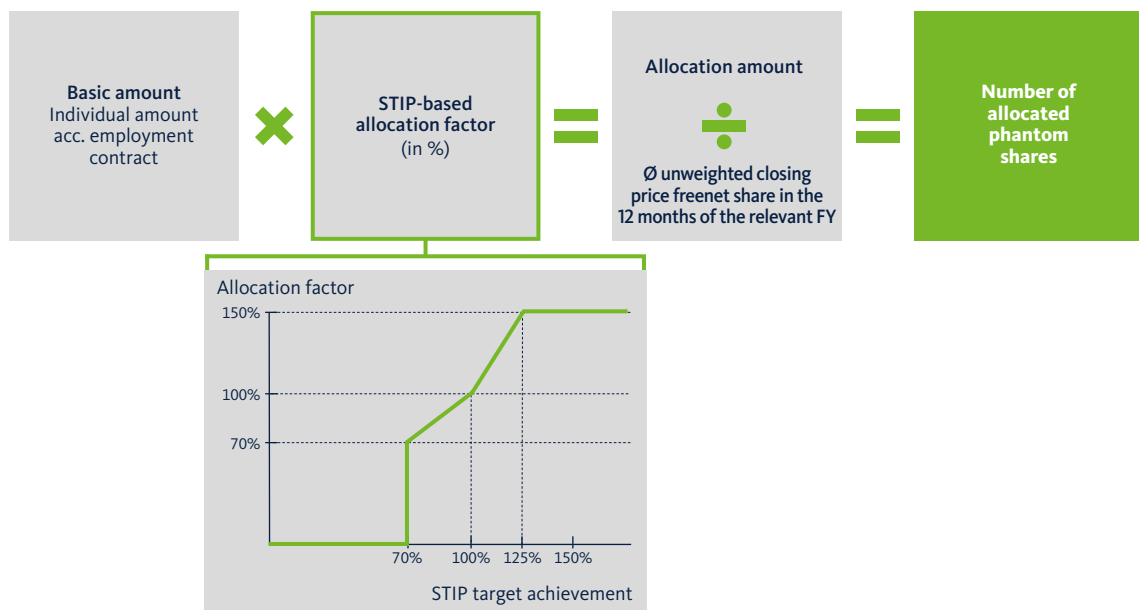 Basic amount
Individual amount
acc. employment
contract
STIP-based
allocation factor
(in %)
Allocation amount
Ø unweighted closing
price freenet share in the
12 months of the relevant FY
Number of
allocated
phantom
shares
Allocation factor
150%
100%
70%
70% 100% 125% 150%
STIP target achievement